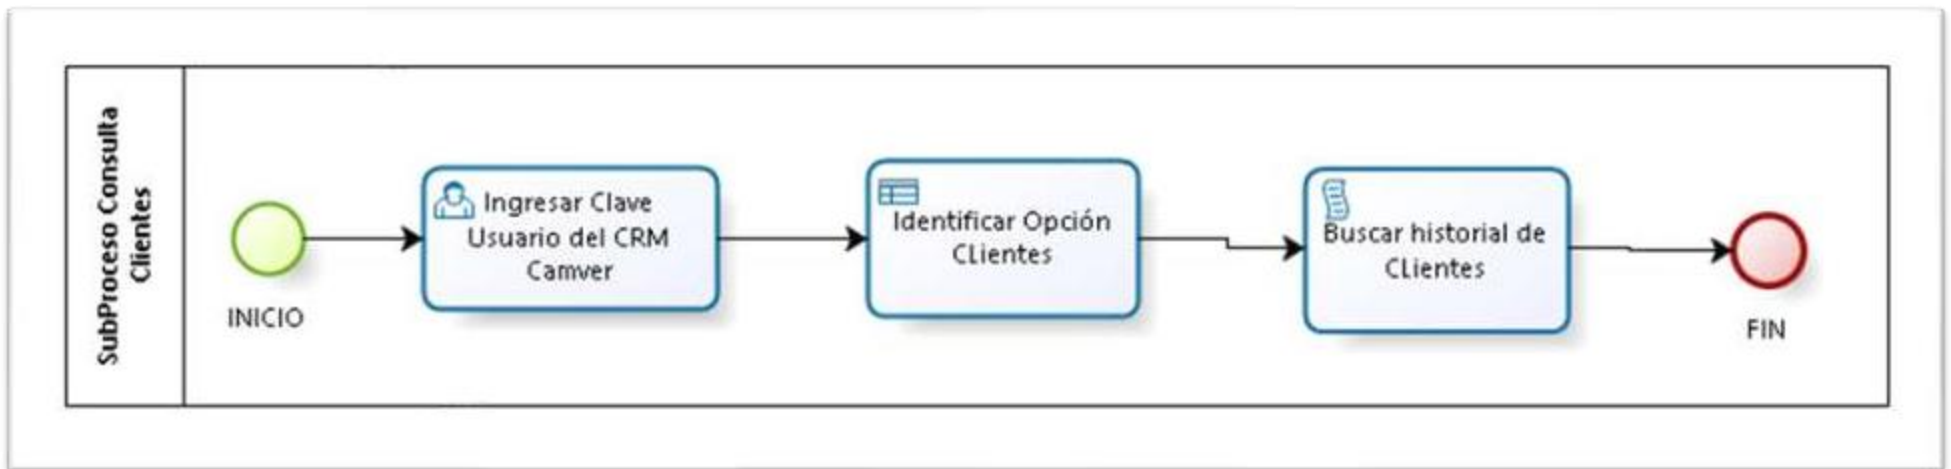 SubProceso Consulta
Clientes
INICIO
Ingresar Clave
Usuario del CRM
Camver
Identificar Opción
CLientes
Buscar historial de
CLientes
FIN